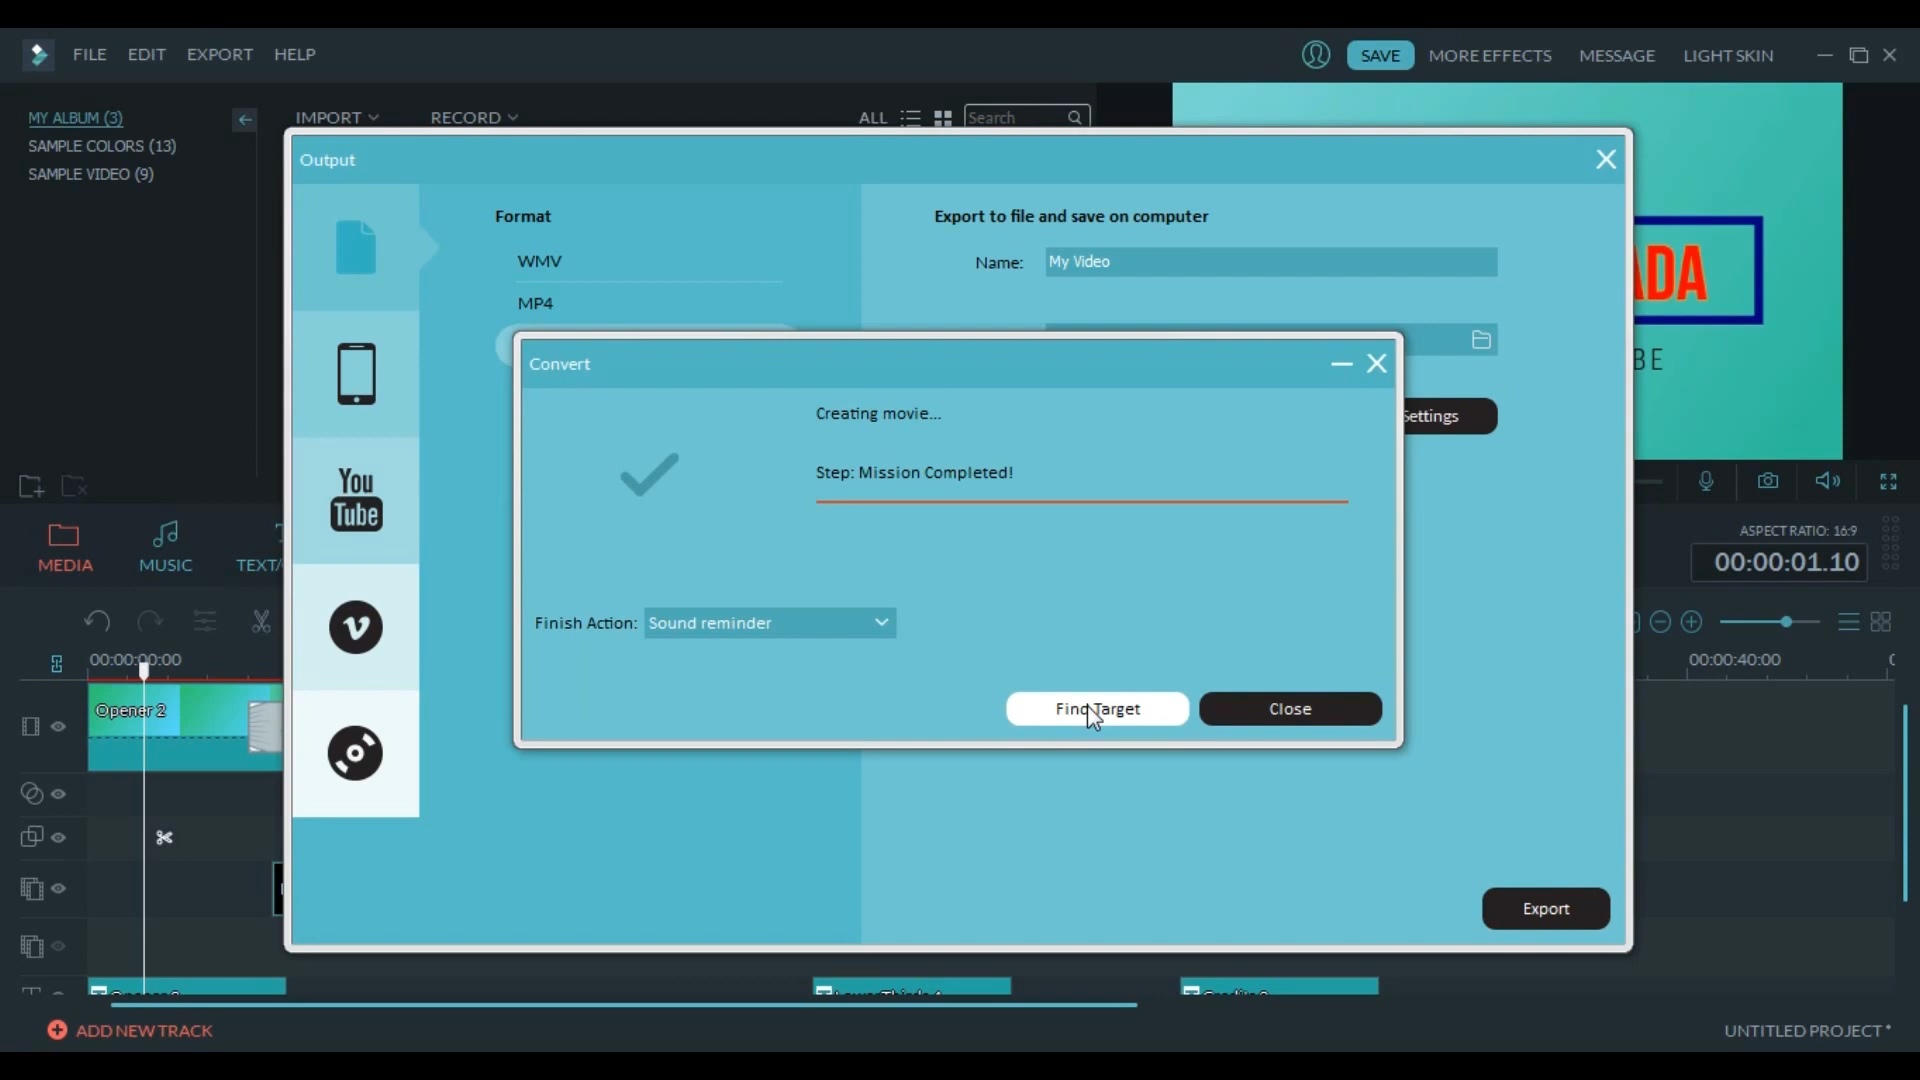 FILE EDIT EXPORT HELP
SAVE MORE EFFECTS MESSAGE LIGHT SKIN
MY ALBUM (3)
SAMPLE COLORS (13)
SAMPLE VIDEO (9)
IMPORT RECORD ALL Search
Output
Format
WMV
MP4
Export to file and save on computer
Name: My Video
Settings
You
Tube
Convert
Creating movie...
Step: Mission Completed!
Finish Action: Sound reminder
Find Target Close
Export
ADA
BE
MEDIA MUSIC TEXT/
ASPECT RATIO: 16:9
00:00:01.10
00:00:00:00
00:00:40:00
Opener 2
ADD NEW TRACK
UNTITLED PROJECT *